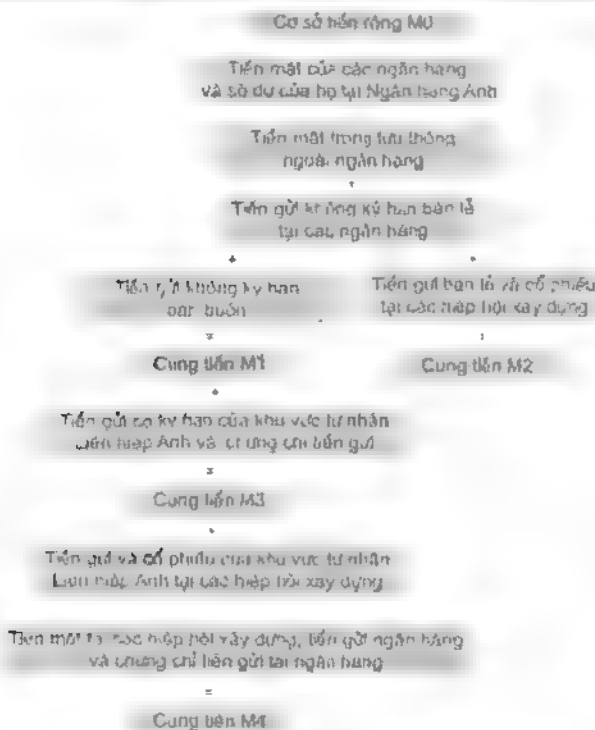 Cơ sở tiền rộng M0
Tiền mặt của các ngân hàng
và số dư của họ tại Ngân hàng Anh
Tiền mặt trong lưu thông
ngoài ngân hàng
+
Tiền gửi không kỳ hạn bán lẻ
tại các ngân hàng
+ +
Tiền gửi không kỳ hạn
bán buôn
Tiền gửi bán lẻ và cổ phiếu
tại các hiệp hội xây dựng
= =
Cung tiền M1 Cung tiền M2
+
Tiền gửi có kỳ hạn của khu vực tư nhân
Liên hiệp Anh và chứng chỉ tiền gửi
=
Cung tiền M3
+
Tiền gửi và cổ phiếu của khu vực tư nhân
Liên hiệp Anh tại các hiệp hội xây dựng
Tiền mặt tại các hiệp hội xây dựng, tiền gửi ngân hàng
và chứng chỉ tiền gửi tại ngân hàng
=
Cung tiền M4